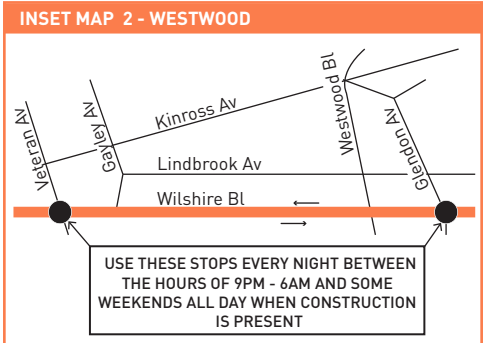 INSET MAP 2 - WESTWOOD
Veteran Av
Gayley Av
Kinross Av
Westwood Bl
Glendon Av
Lindbrook Av
Wilshire Bl
USE THESE STOPS EVERY NIGHT BETWEEN
THE HOURS OF 9PM - 6AM AND SOME
WEEKENDS ALL DAY WHEN CONSTRUCTION
IS PRESENT